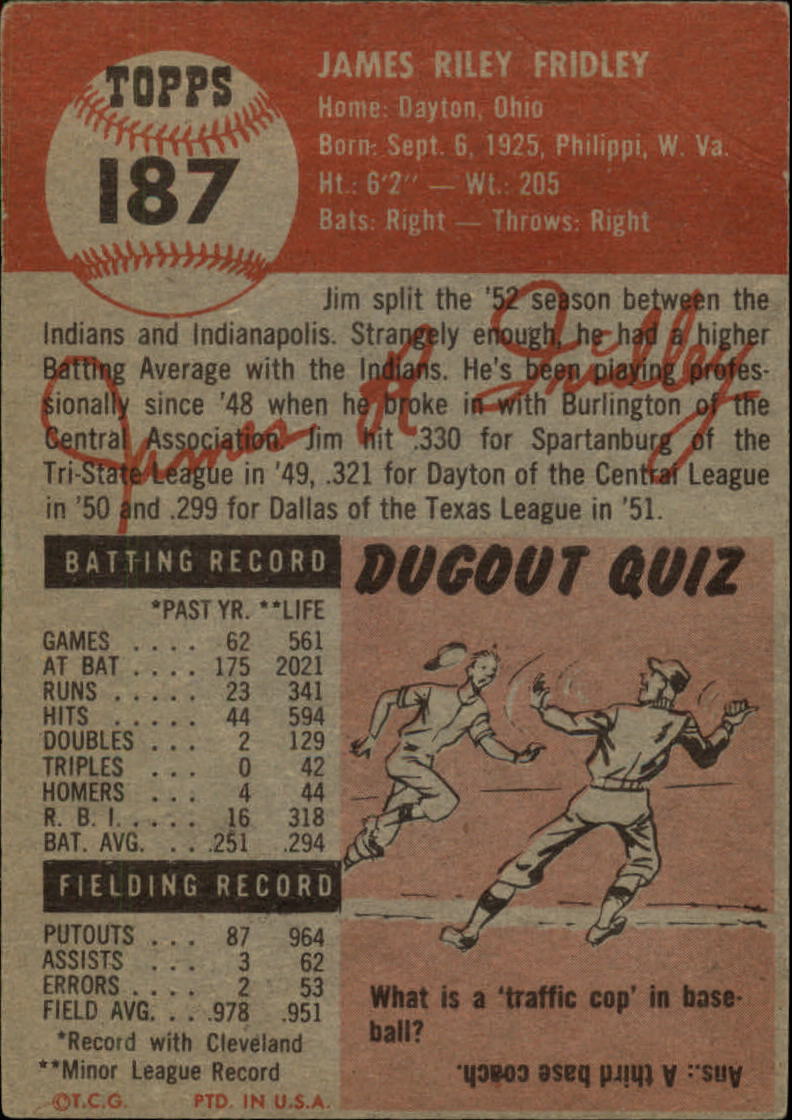 TOPPS
187
JAMES RILEY FRIDLEY
Home: Dayton, Ohio
Born: Sept. 6, 1925, Philippi, W. Va.
Ht.: 6'2" — Wt.: 205
Bats: Right — Throws: Right
Jim split the '52 season between the
Indians and Indianapolis. Strangely enough, he had a higher
Batting Average with the Indians. He's been playing profes-
sionally since '48 when he broke in with Burlington of the
Central Association. Jim hit .330 for Spartanburg of the
Tri-State League in '49, .321 for Dayton of the Central League
in '50 and .299 for Dallas of the Texas League in '51.
James R Fridley
BATTING RECORD
*PAST YR. **LIFE
GAMES .... 62 561
AT BAT .... 175 2021
RUNS ..... 23 341
HITS ..... 44 594
DOUBLES ... 2 129
TRIPLES ... 0 42
HOMERS ... 4 44
R. B. I. .... 16 318
BAT. AVG. ... .251 .294
FIELDING RECORD
PUTOUTS ... 87 964
ASSISTS ... 3 62
ERRORS .... 2 53
FIELD AVG. .. .978 .951
*Record with Cleveland
**Minor League Record
©T.C.G. PTD. IN U.S.A.
DUGOUT QUIZ
What is a 'traffic cop' in base-
ball?
Ans.: A third base coach.